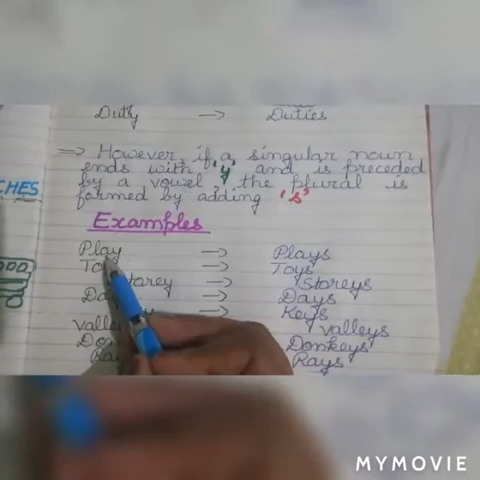 Duty → Duties
⇒ However, if a singular noun
ends with 'y' and is preceded
by a vowel, the plural is
formed by adding 's'
CHES
Examples
Play → Plays
→ Toys
Storey → Storeys
→ Days
→ Keys
valleys
Donkeys
Rays
MYMOVIE